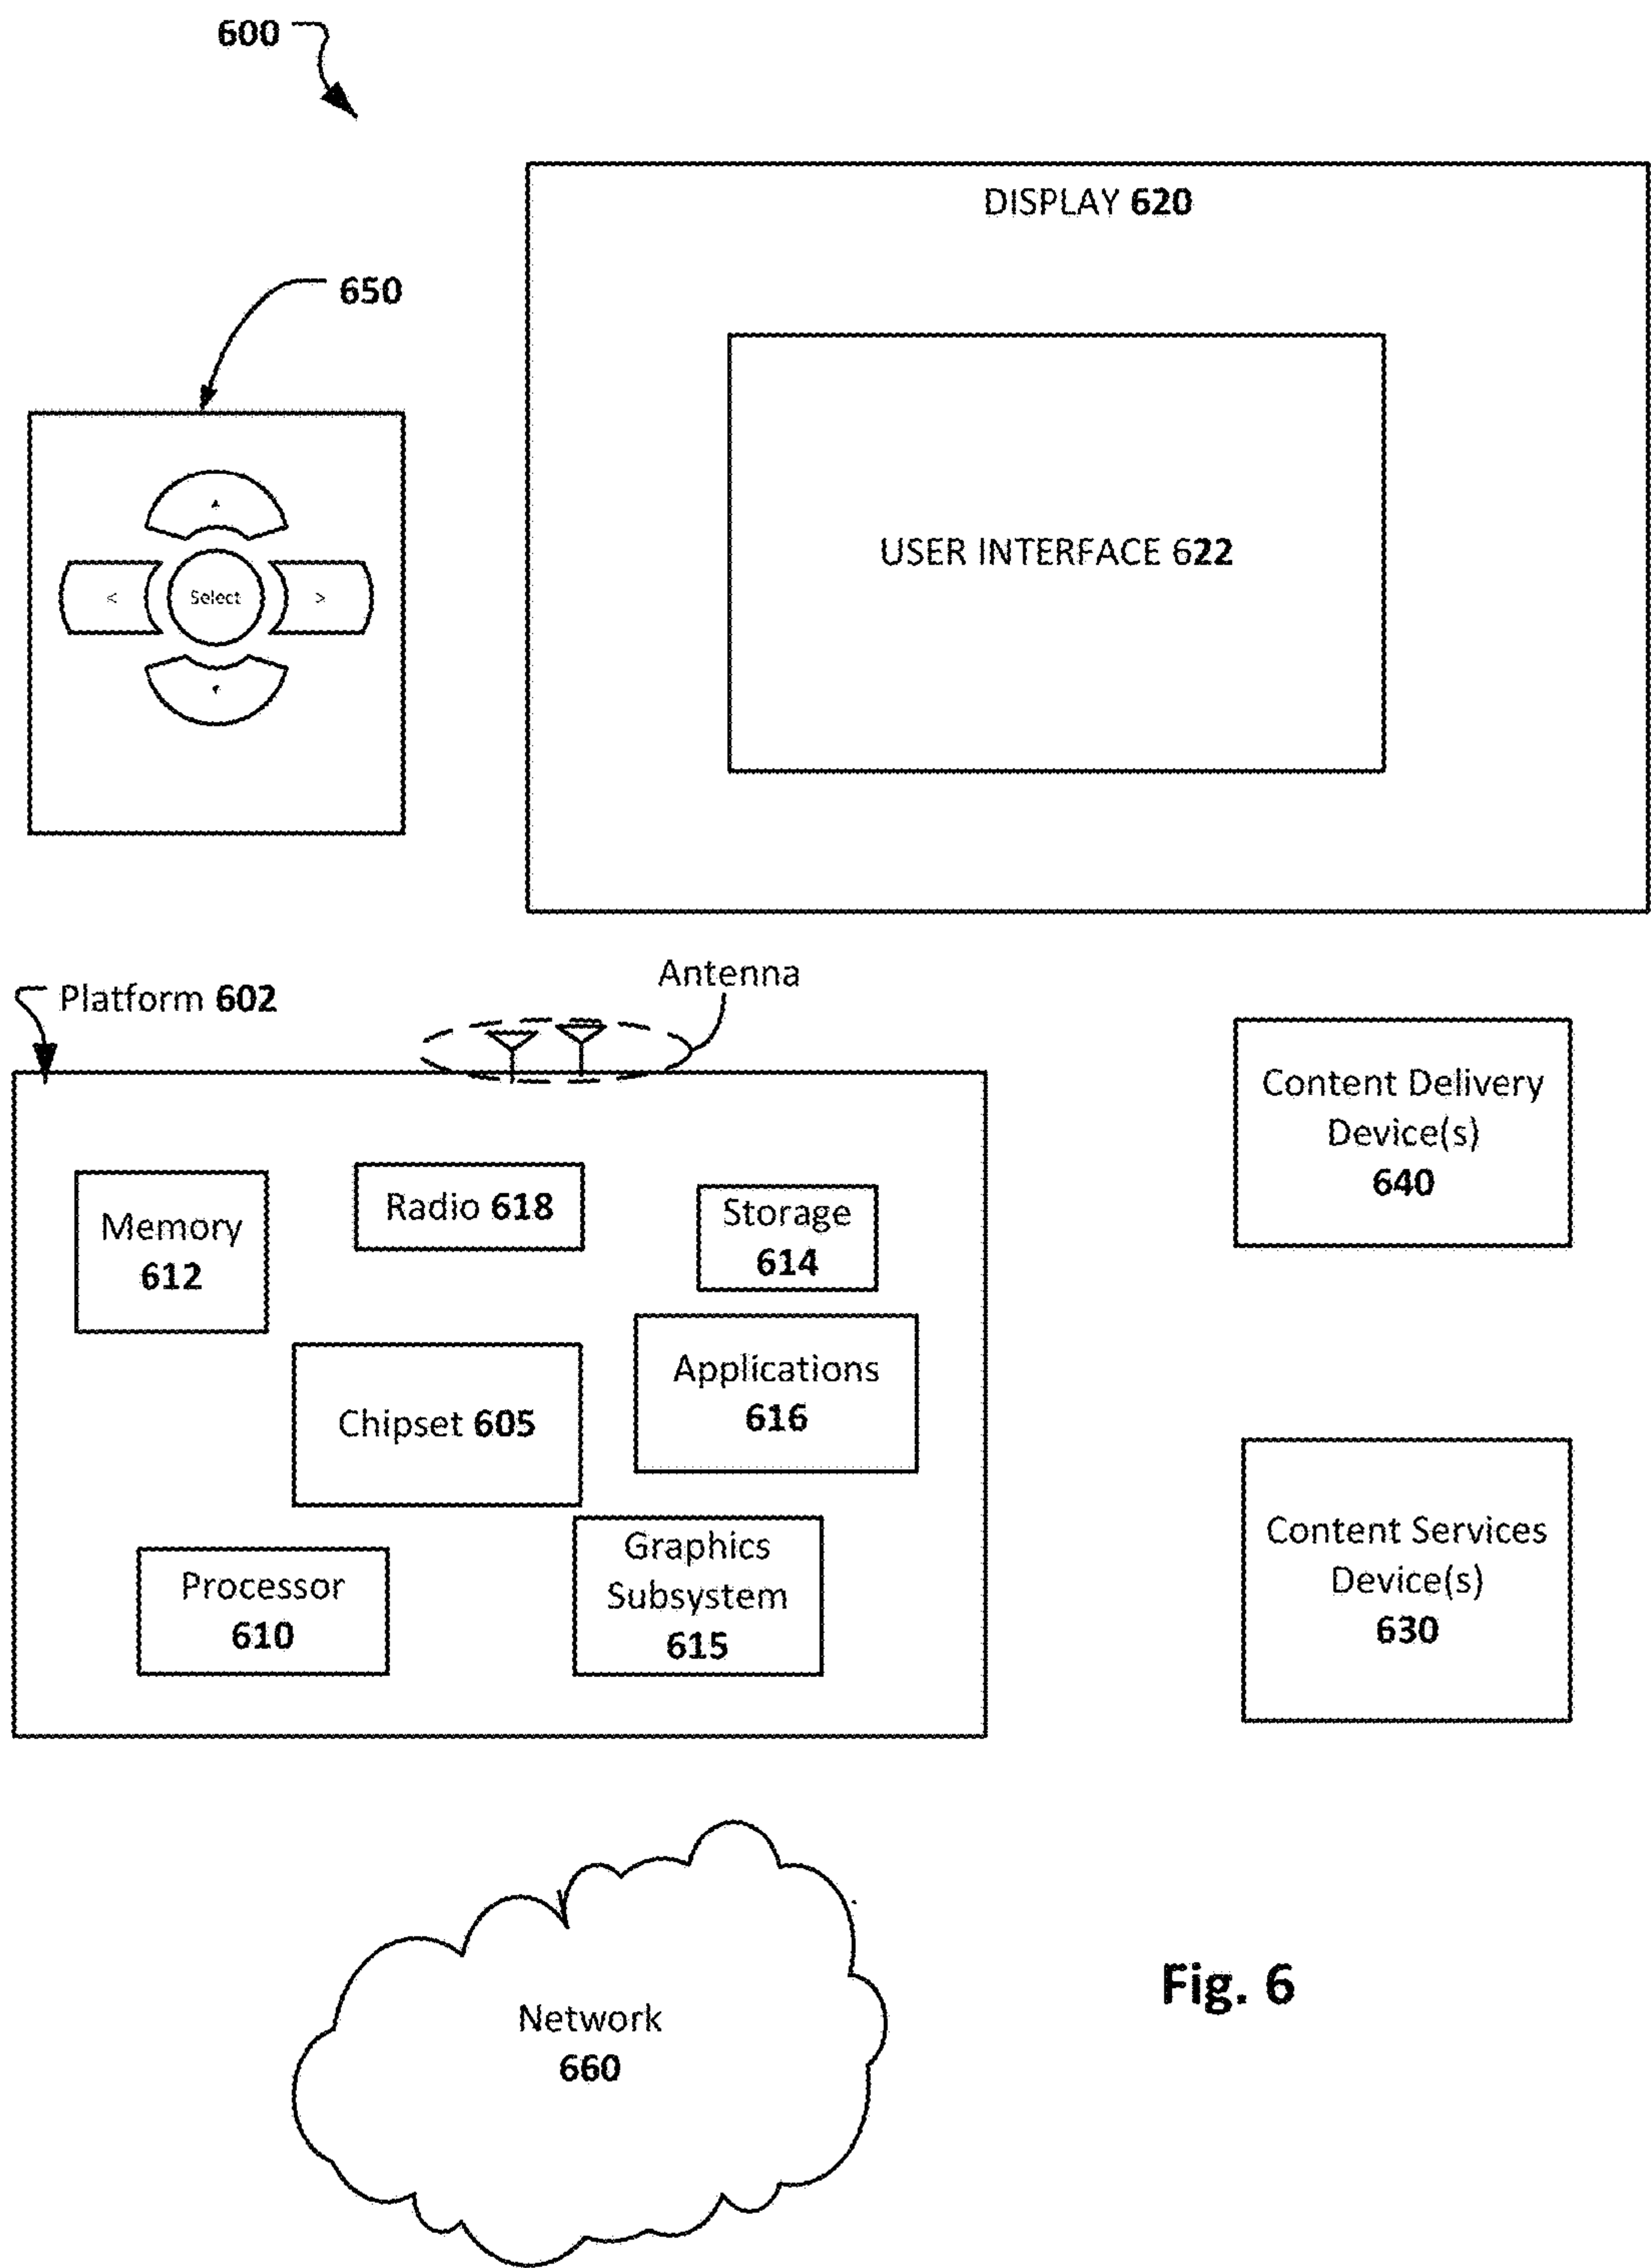 600
DISPLAY 620
650
USER INTERFACE 622
<
Select
>
Antenna
Platform 602
Content Delivery
Device(s)
640
Memory
612
Radio 618
Storage
614
Applications
616
Chipset 605
Content Services
Device(s)
630
Graphics
Subsystem
615
Processor
610
Network
660
Fig. 6